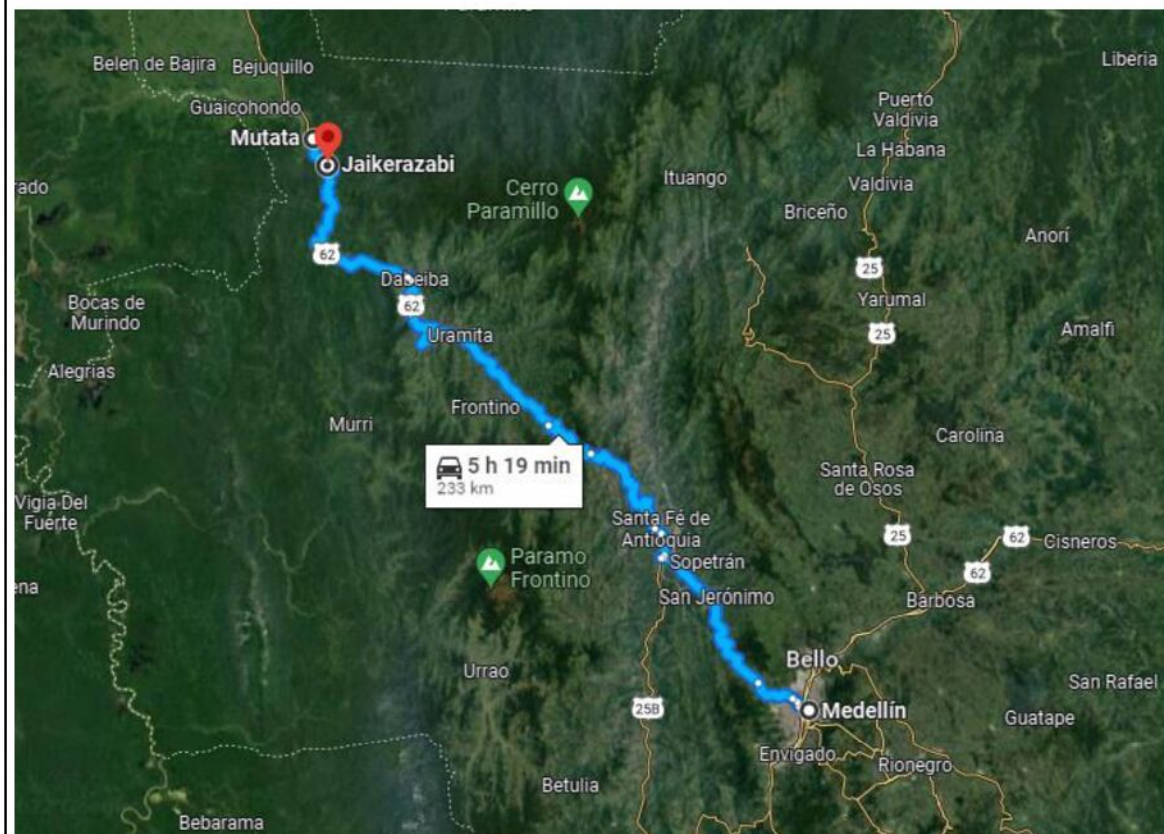 Paramillo
Belen de Bajira
Bejuquillo
Liberia
Guaicohondo
Puerto
Valdivia
Mutata
Jaikerazabi
La Habana
Ituango
Valdivia
Cerro
Paramillo
Briceño
Anorí
62
25
Dabeiba
Bocas de
Murindo
62
Yarumal
Uramita
25
Amalfi
Alegrias
Frontino
Murri
Carolina
5 h 19 min
233 km
Santa Rosa
de Osos
Vigia Del
Fuerte
Santa Fé de
Antioquia
25
62
Cisneros
Paramo
Frontino
Sopetrán
62
San Jerónimo
Barbosa
Urrao
Bello
San Rafael
25B
Medellín
Guatape
Envigado
Rionegro
Betulia
Bebarama